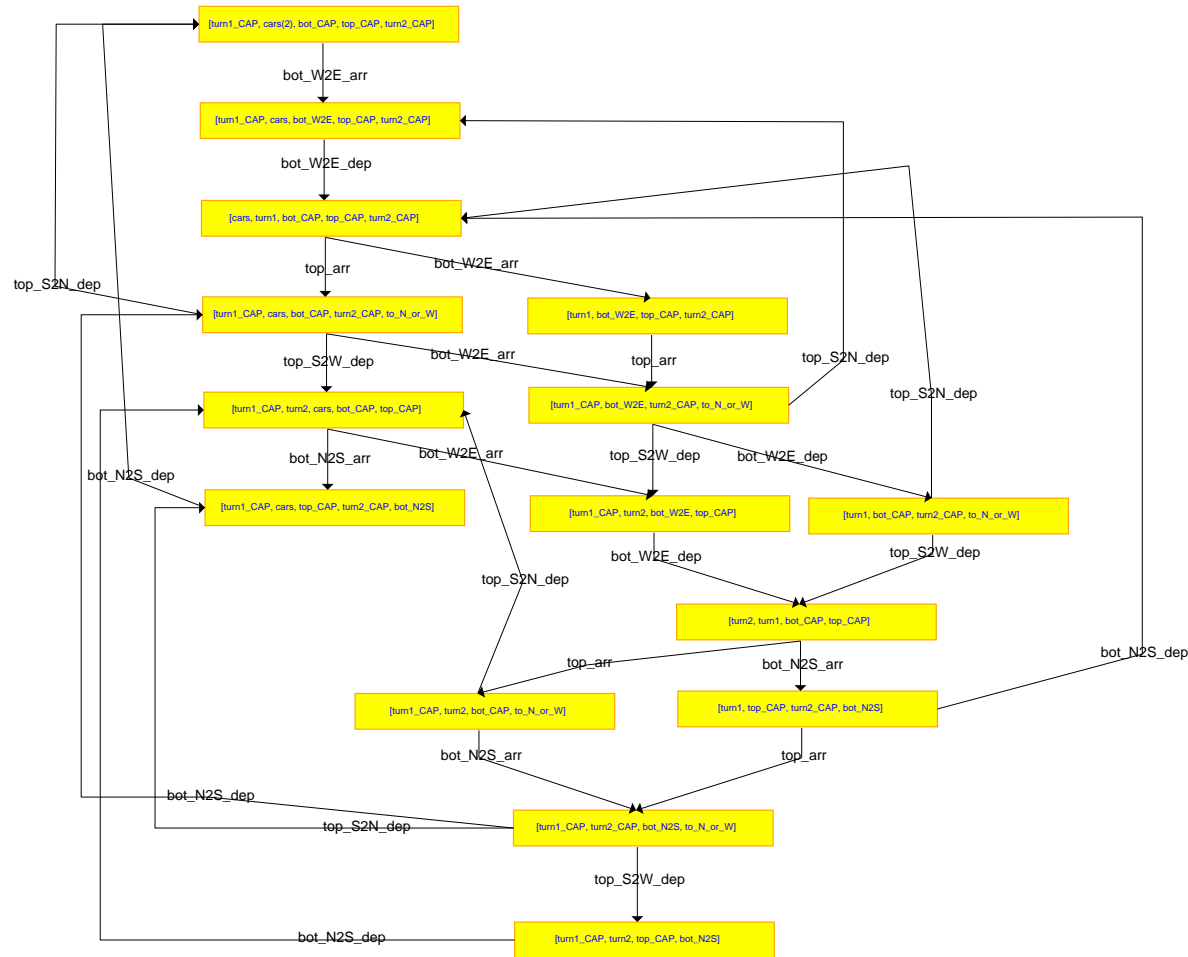 [turn1_CAP, cars(2), bot_CAP, top_CAP, turn2_CAP]
bot_W2E_arr
[turn1_CAP, cars, bot_W2E, top_CAP, turn2_CAP]
bot_W2E_dep
[cars, turn1, bot_CAP, top_CAP, turn2_CAP]
bot_W2E_arr
top_arr
top_S2N_dep
[turn1_CAP, cars, bot_CAP, turn2_CAP, to_N_or_W]
[turn1, bot_W2E, top_CAP, turn2_CAP]
top_S2W_dep
bot_W2E_arr
top_arr
top_S2N_dep
top_S2N_dep
[turn1_CAP, turn2, cars, bot_CAP, top_CAP]
[turn1_CAP, bot_W2E, turn2_CAP, to_N_or_W]
bot_N2S_dep
bot_N2S_arr
bot_W2E_arr
top_S2W_dep
bot_W2E_dep
[turn1_CAP, cars, top_CAP, turn2_CAP, bot_N2S]
[turn1_CAP, turn2, bot_W2E, top_CAP]
[turn1, bot_CAP, turn2_CAP, to_N_or_W]
bot_W2E_dep
top_S2W_dep
top_S2N_dep
[turn2, turn1, bot_CAP, top_CAP]
top_arr
bot_N2S_arr
bot_N2S_dep
[turn1_CAP, turn2, bot_CAP, to_N_or_W]
[turn1, top_CAP, turn2_CAP, bot_N2S]
bot_N2S_arr
top_arr
bot_N2S_dep
top_S2N_dep
[turn1_CAP, turn2_CAP, bot_N2S, to_N_or_W]
top_S2W_dep
bot_N2S_dep
[turn1_CAP, turn2, top_CAP, bot_N2S]